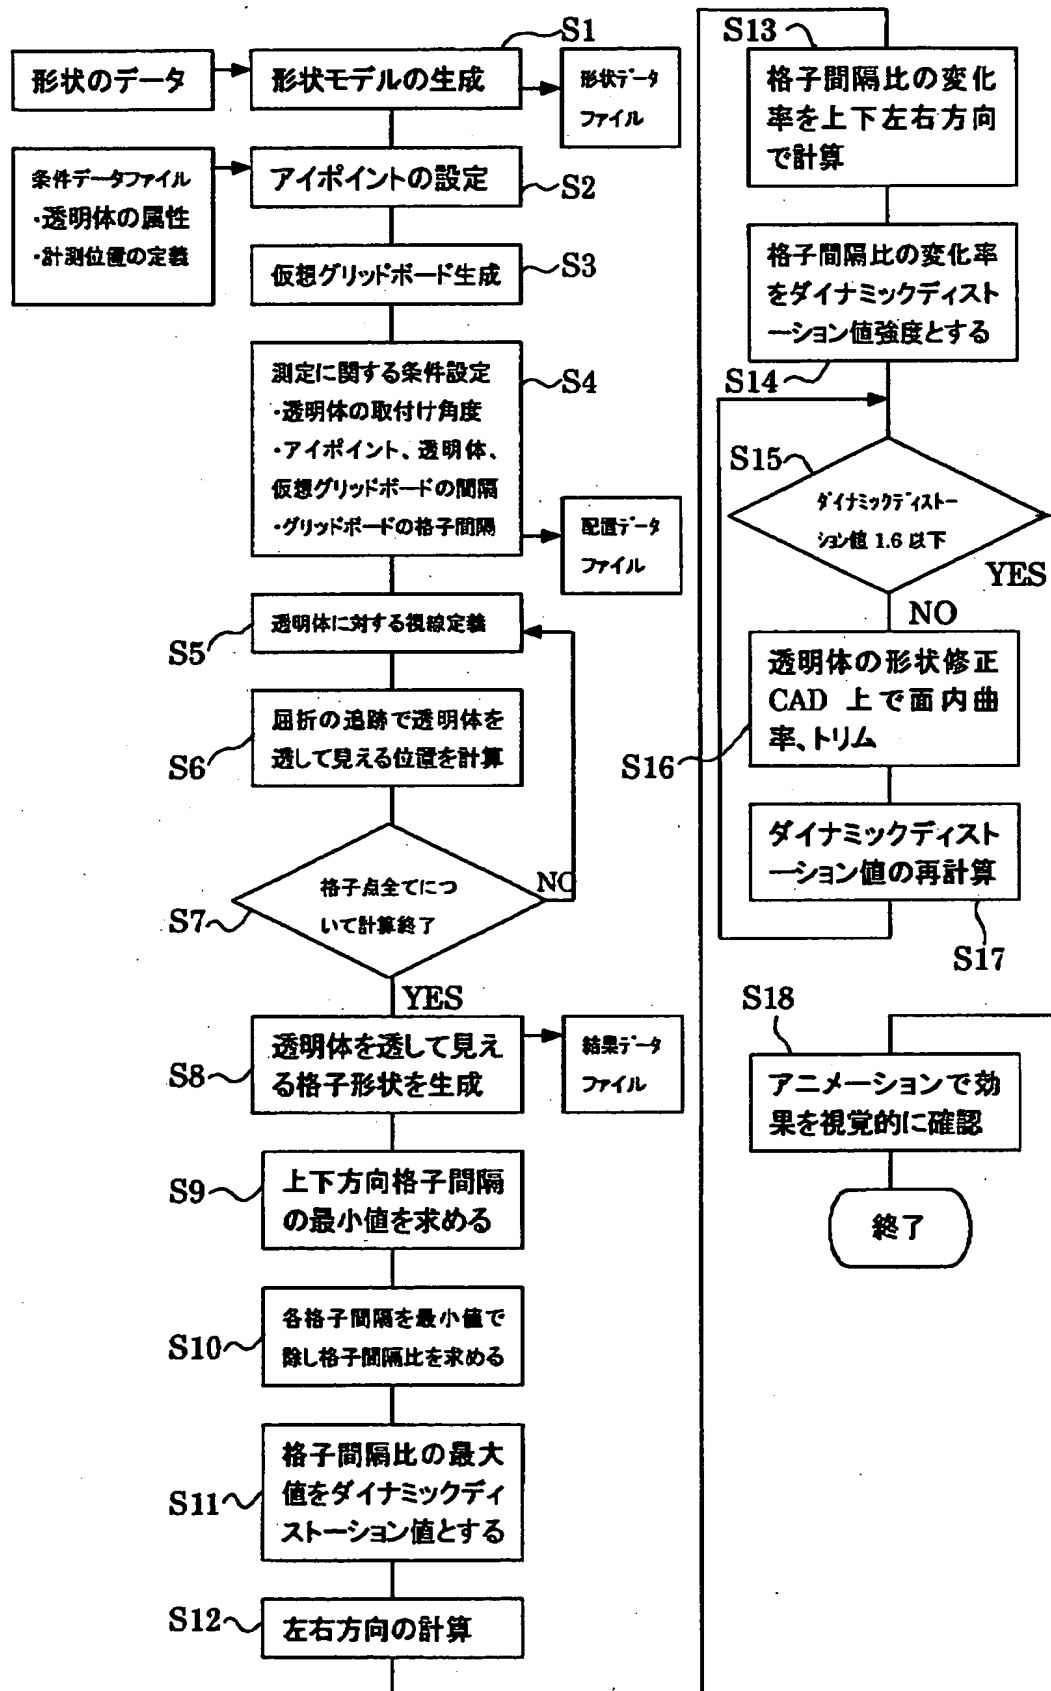 S1
形状のデータ
形状モデルの生成
形状データ
ファイル
条件データファイル
・透明体の属性
・計測位置の定義
アイポイントの設定
S2
仮想グリッドボード生成
S3
測定に関する条件設定
・透明体の取付け角度
・アイポイント、透明体、
仮想グリッドボードの間隔
・グリッドボードの格子間隔
S4
配置データ
ファイル
透明体に対する視線定義
S5
屈折の追跡で透明体を
透して見える位置を計算
S6
格子点全てにつ
いて計算終了
S7
NO
YES
透明体を透して見え
る格子形状を生成
S8
結果データ
ファイル
S9
上下方向格子間隔
の最小値を求める
S10
各格子間隔を最小値で
除し格子間隔比を求める
S11
格子間隔比の最大
値をダイナミックディ
ストーション値とする
S12
左右方向の計算
S13
格子間隔比の変化
率を上下左右方向
で計算
格子間隔比の変化率
をダイナミックディスト
ーション値強度とする
S14
S15
ダイナミックディストー
ション値 1.6 以下
YES
NO
透明体の形状修正
CAD 上で面内曲
率、トリム
S16
ダイナミックディスト
ーション値の再計算
S17
S18
アニメーションで効
果を視覚的に確認
終了